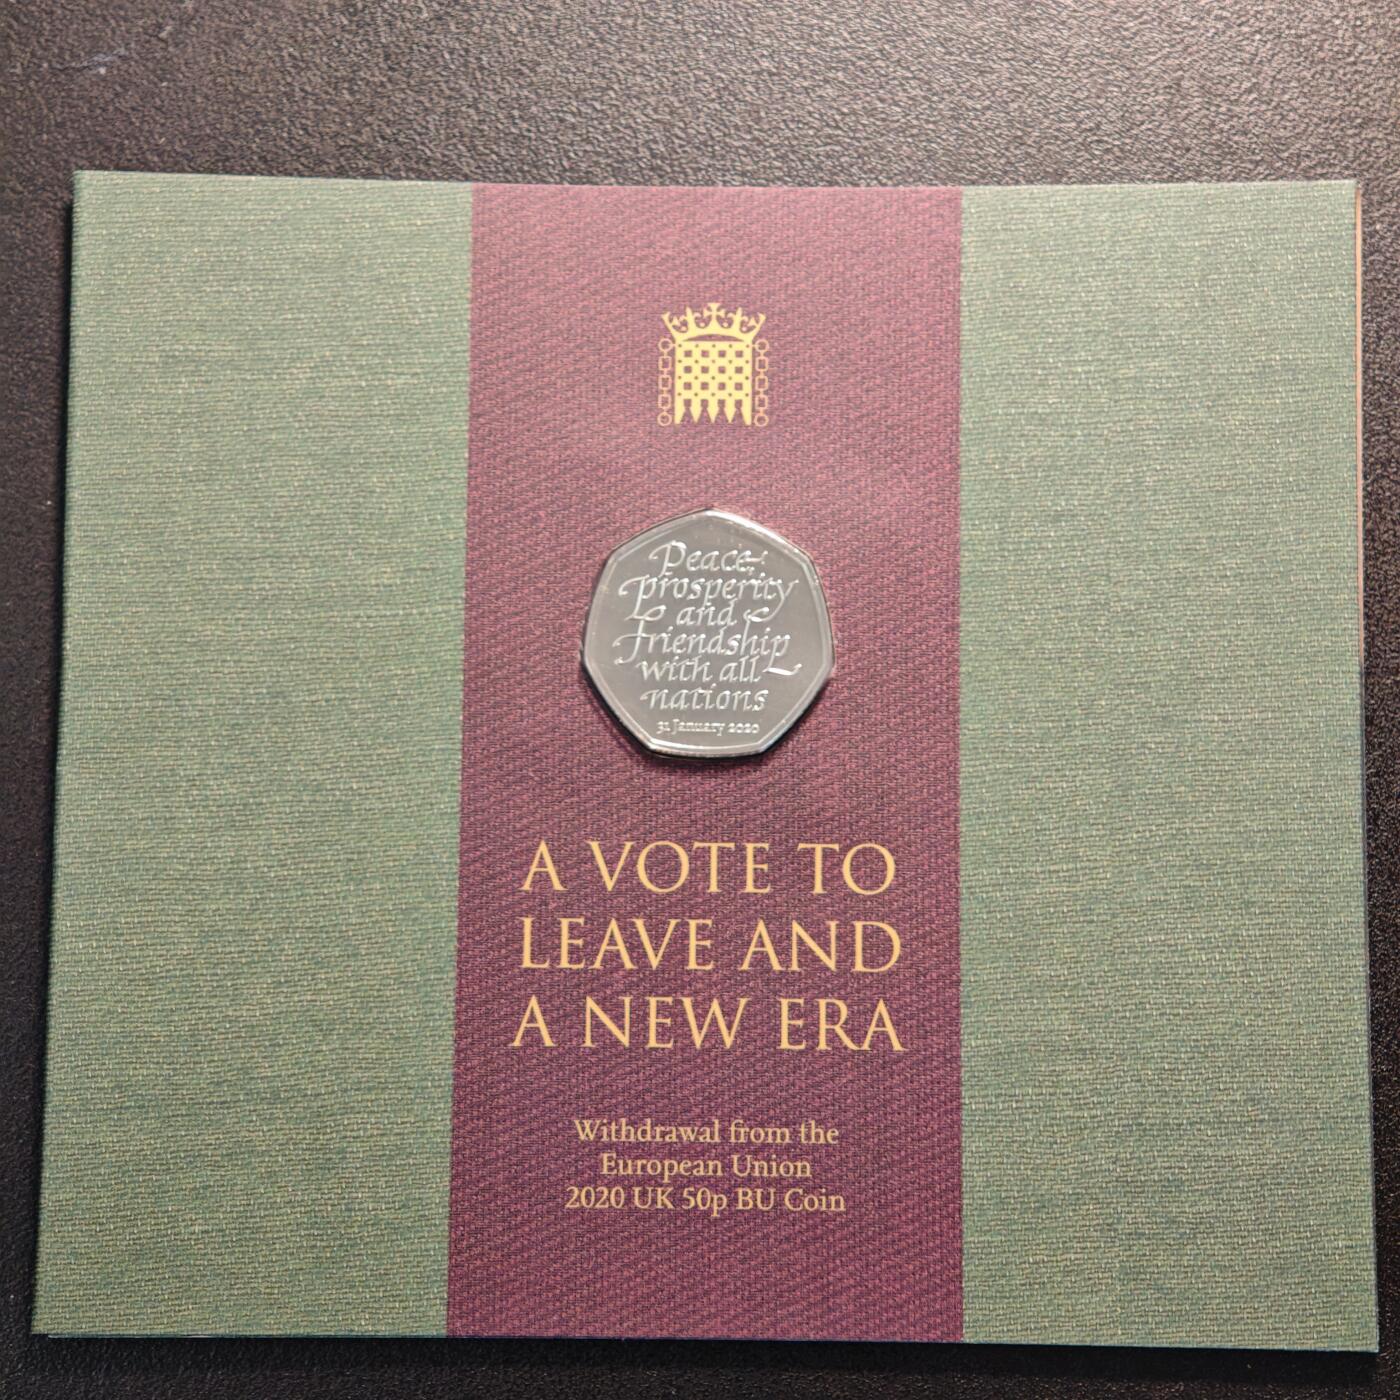 Peace,
prosperity
and
friendship
with all
nations
31 January 2020
A VOTE TO
LEAVE AND
A NEW ERA
Withdrawal from the
European Union
2020 UK 50p BU Coin